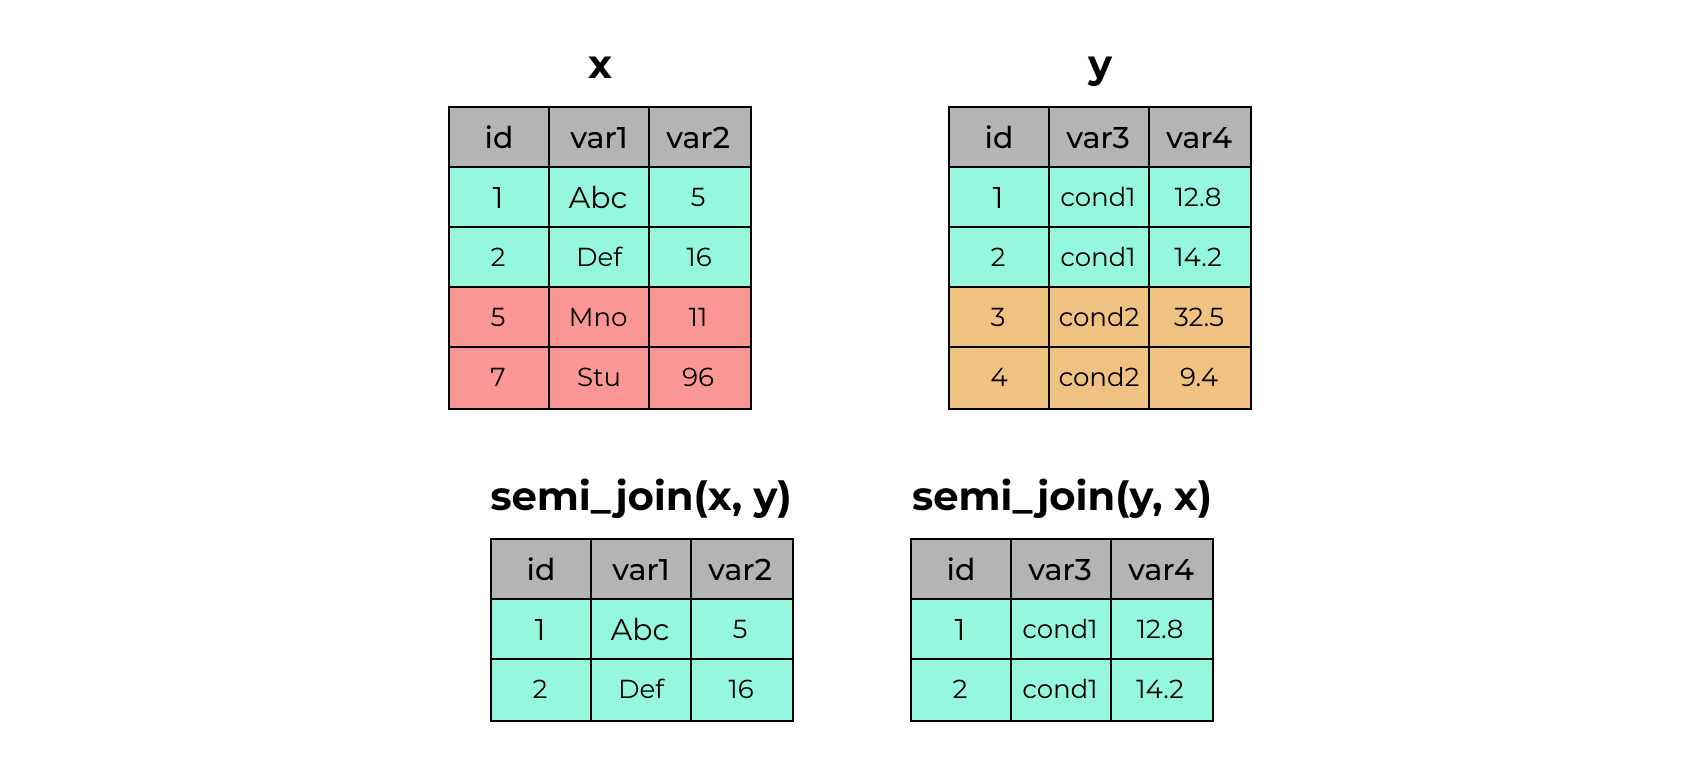 x
id var1 var2
1 Abc 5
2 Def 16
5 Mno 11
7 Stu 96
y
id var3 var4
1 cond1 12.8
2 cond1 14.2
3 cond2 32.5
4 cond2 9.4
semi_join(x, y)
id var1 var2
1 Abc 5
2 Def 16
semi_join(y, x)
id var3 var4
1 cond1 12.8
2 cond1 14.2